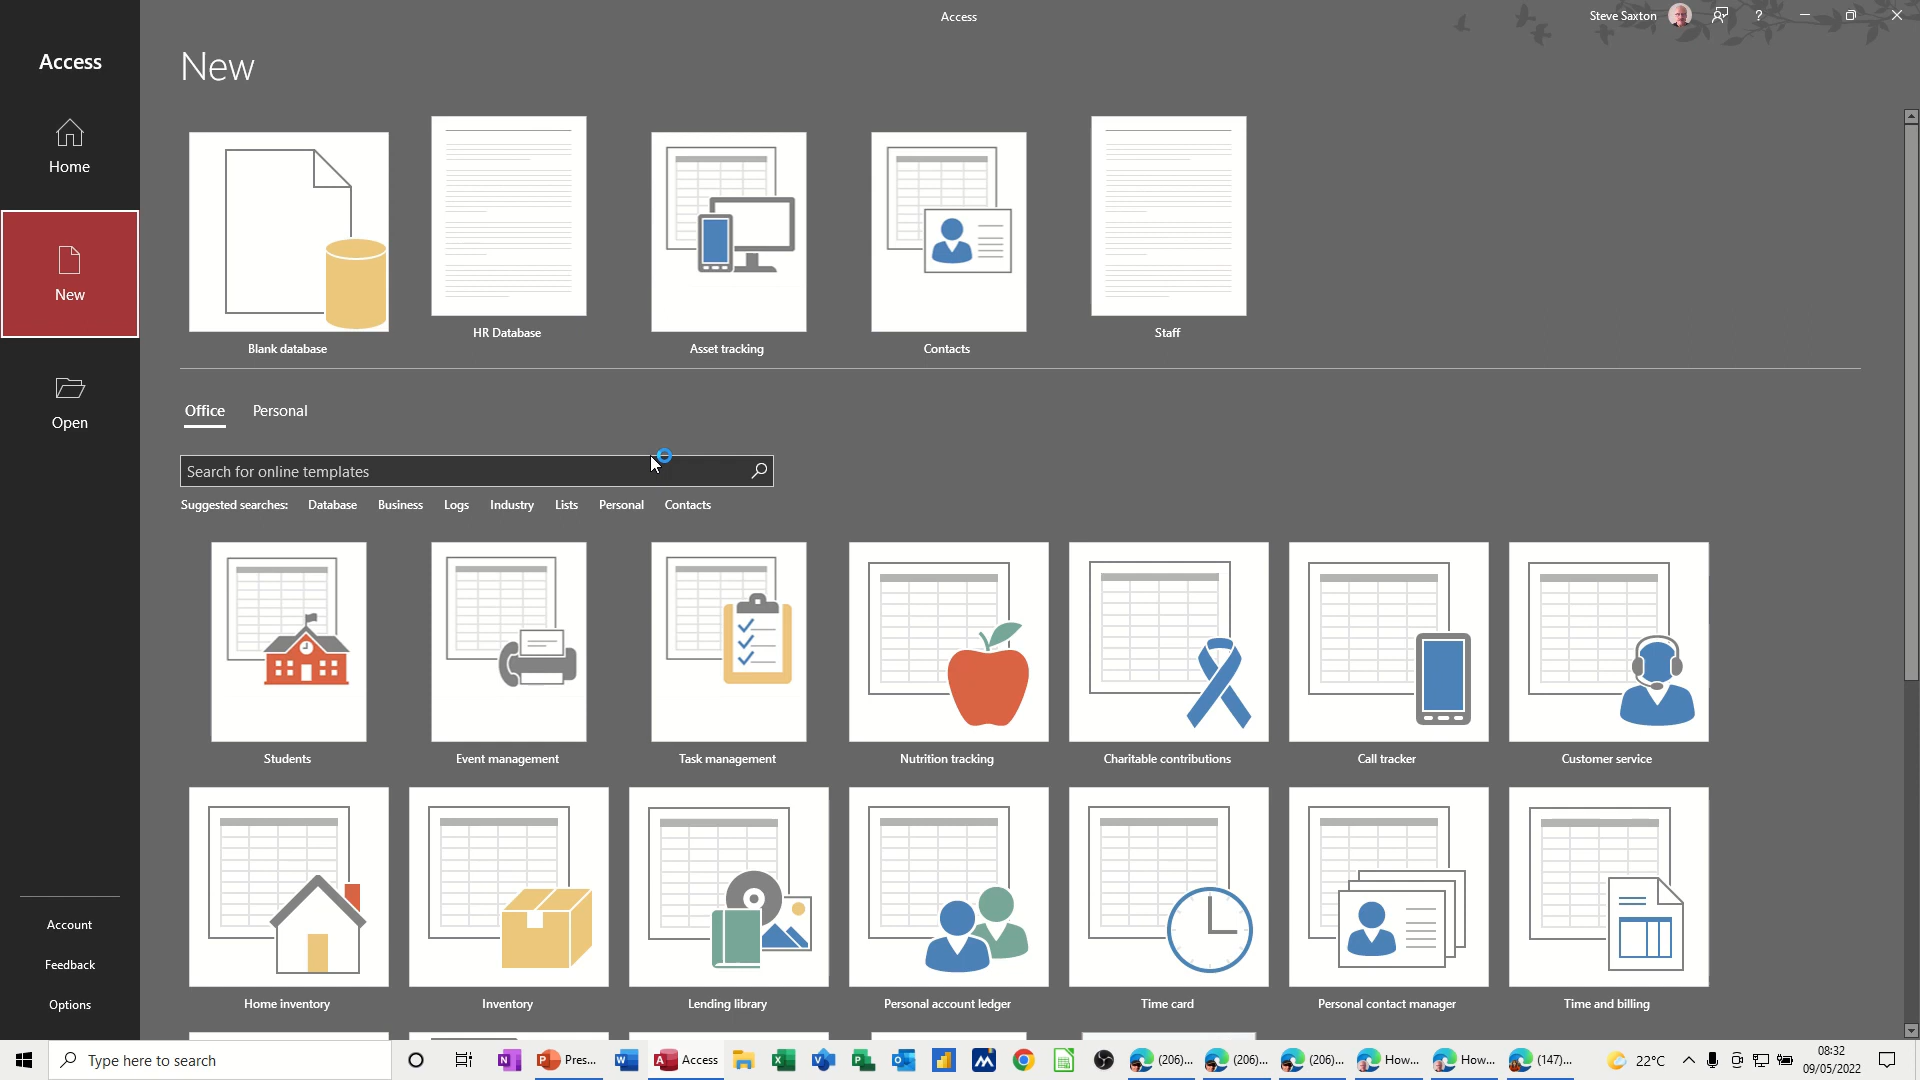 Access
Steve Saxton
?
Access
New
Home
New
Open
Blank database
HR Database
Asset tracking
Contacts
Staff
Office
Personal
Search for online templates
Suggested searches:
Database
Business
Logs
Industry
Lists
Personal
Contacts
Students
Event management
Task management
Nutrition tracking
Charitable contributions
Call tracker
Customer service
Home inventory
Inventory
Lending library
Personal account ledger
Time card
Personal contact manager
Time and billing
Account
Feedback
Options
Type here to search
Pres...
Access
(206)...
(206)...
(206)...
How...
How...
(147)...
22°C
08:32
09/05/2022